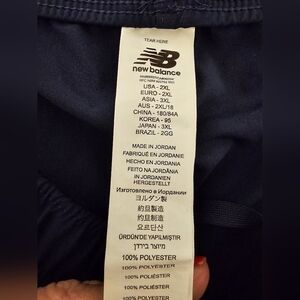 TEAR HERE
new balance
USA - 2XL
EURO - 2XL
ASIA - 3XL
AUS - 2XL/18
CHINA - 180/84A
KOREA - 95
JAPAN - 3XL
BRAZIL - 2GG
MADE IN JORDAN
FABRIQUÉ EN JORDANIE
HECHO EN JORDANIA
FEITO NA JORDÂNIA
IN JORDANIEN
HERGESTELLT
Изготовлено в Иордании
ヨルダン製
約旦製造
约旦制造
요르단산
ÜRDÜN'DE YAPILMIŞTIR
מיוצר בירדן
100% POLYESTER
100% POLYESTER
100% POLYESTER
100% POLIÉSTER